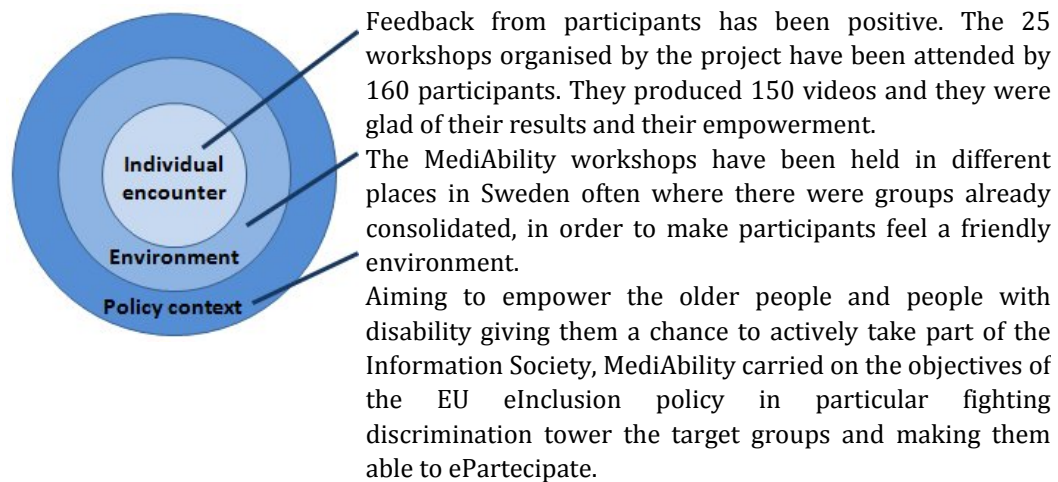 Individual
encounter
Environment
Policy context
Feedback from participants has been positive. The 25
workshops organised by the project have been attended by
160 participants. They produced 150 videos and they were
glad of their results and their empowerment.
The MediAbility workshops have been held in different
places in Sweden often where there were groups already
consolidated, in order to make participants feel a friendly
environment.
Aiming to empower the older people and people with
disability giving them a chance to actively take part of the
Information Society, MediAbility carried on the objectives of
the EU eInclusion policy in particular fighting
discrimination tower the target groups and making them
able to ePartecipate.